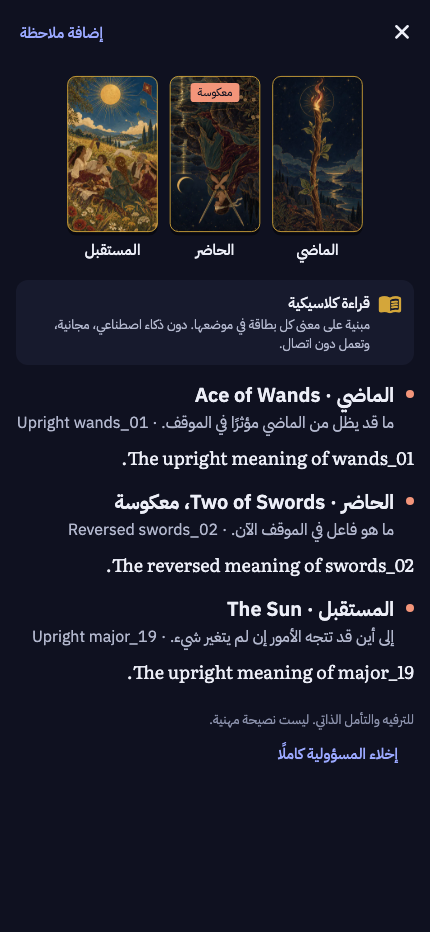 إضافة ملاحظة
معكوسة
الماضي
الحاضر
المستقبل
قراءة كلاسيكية
مبنية على معنى كل بطاقة في موضعها. دون ذكاء اصطناعي، مجانية،
وتعمل دون اتصال.
الماضي · Ace of Wands
ما قد يظل من الماضي مؤثرًا في الموقف. · Upright wands_01
The upright meaning of wands_01.
الحاضر · Two of Swords، معكوسة
ما هو فاعل في الموقف الآن. · Reversed swords_02
The reversed meaning of swords_02.
المستقبل · The Sun
إلى أين قد تتجه الأمور إن لم يتغير شيء. · Upright major_19
The upright meaning of major_19.
للترفيه والتأمل الذاتي. ليست نصيحة مهنية.
إخلاء المسؤولية كاملًا